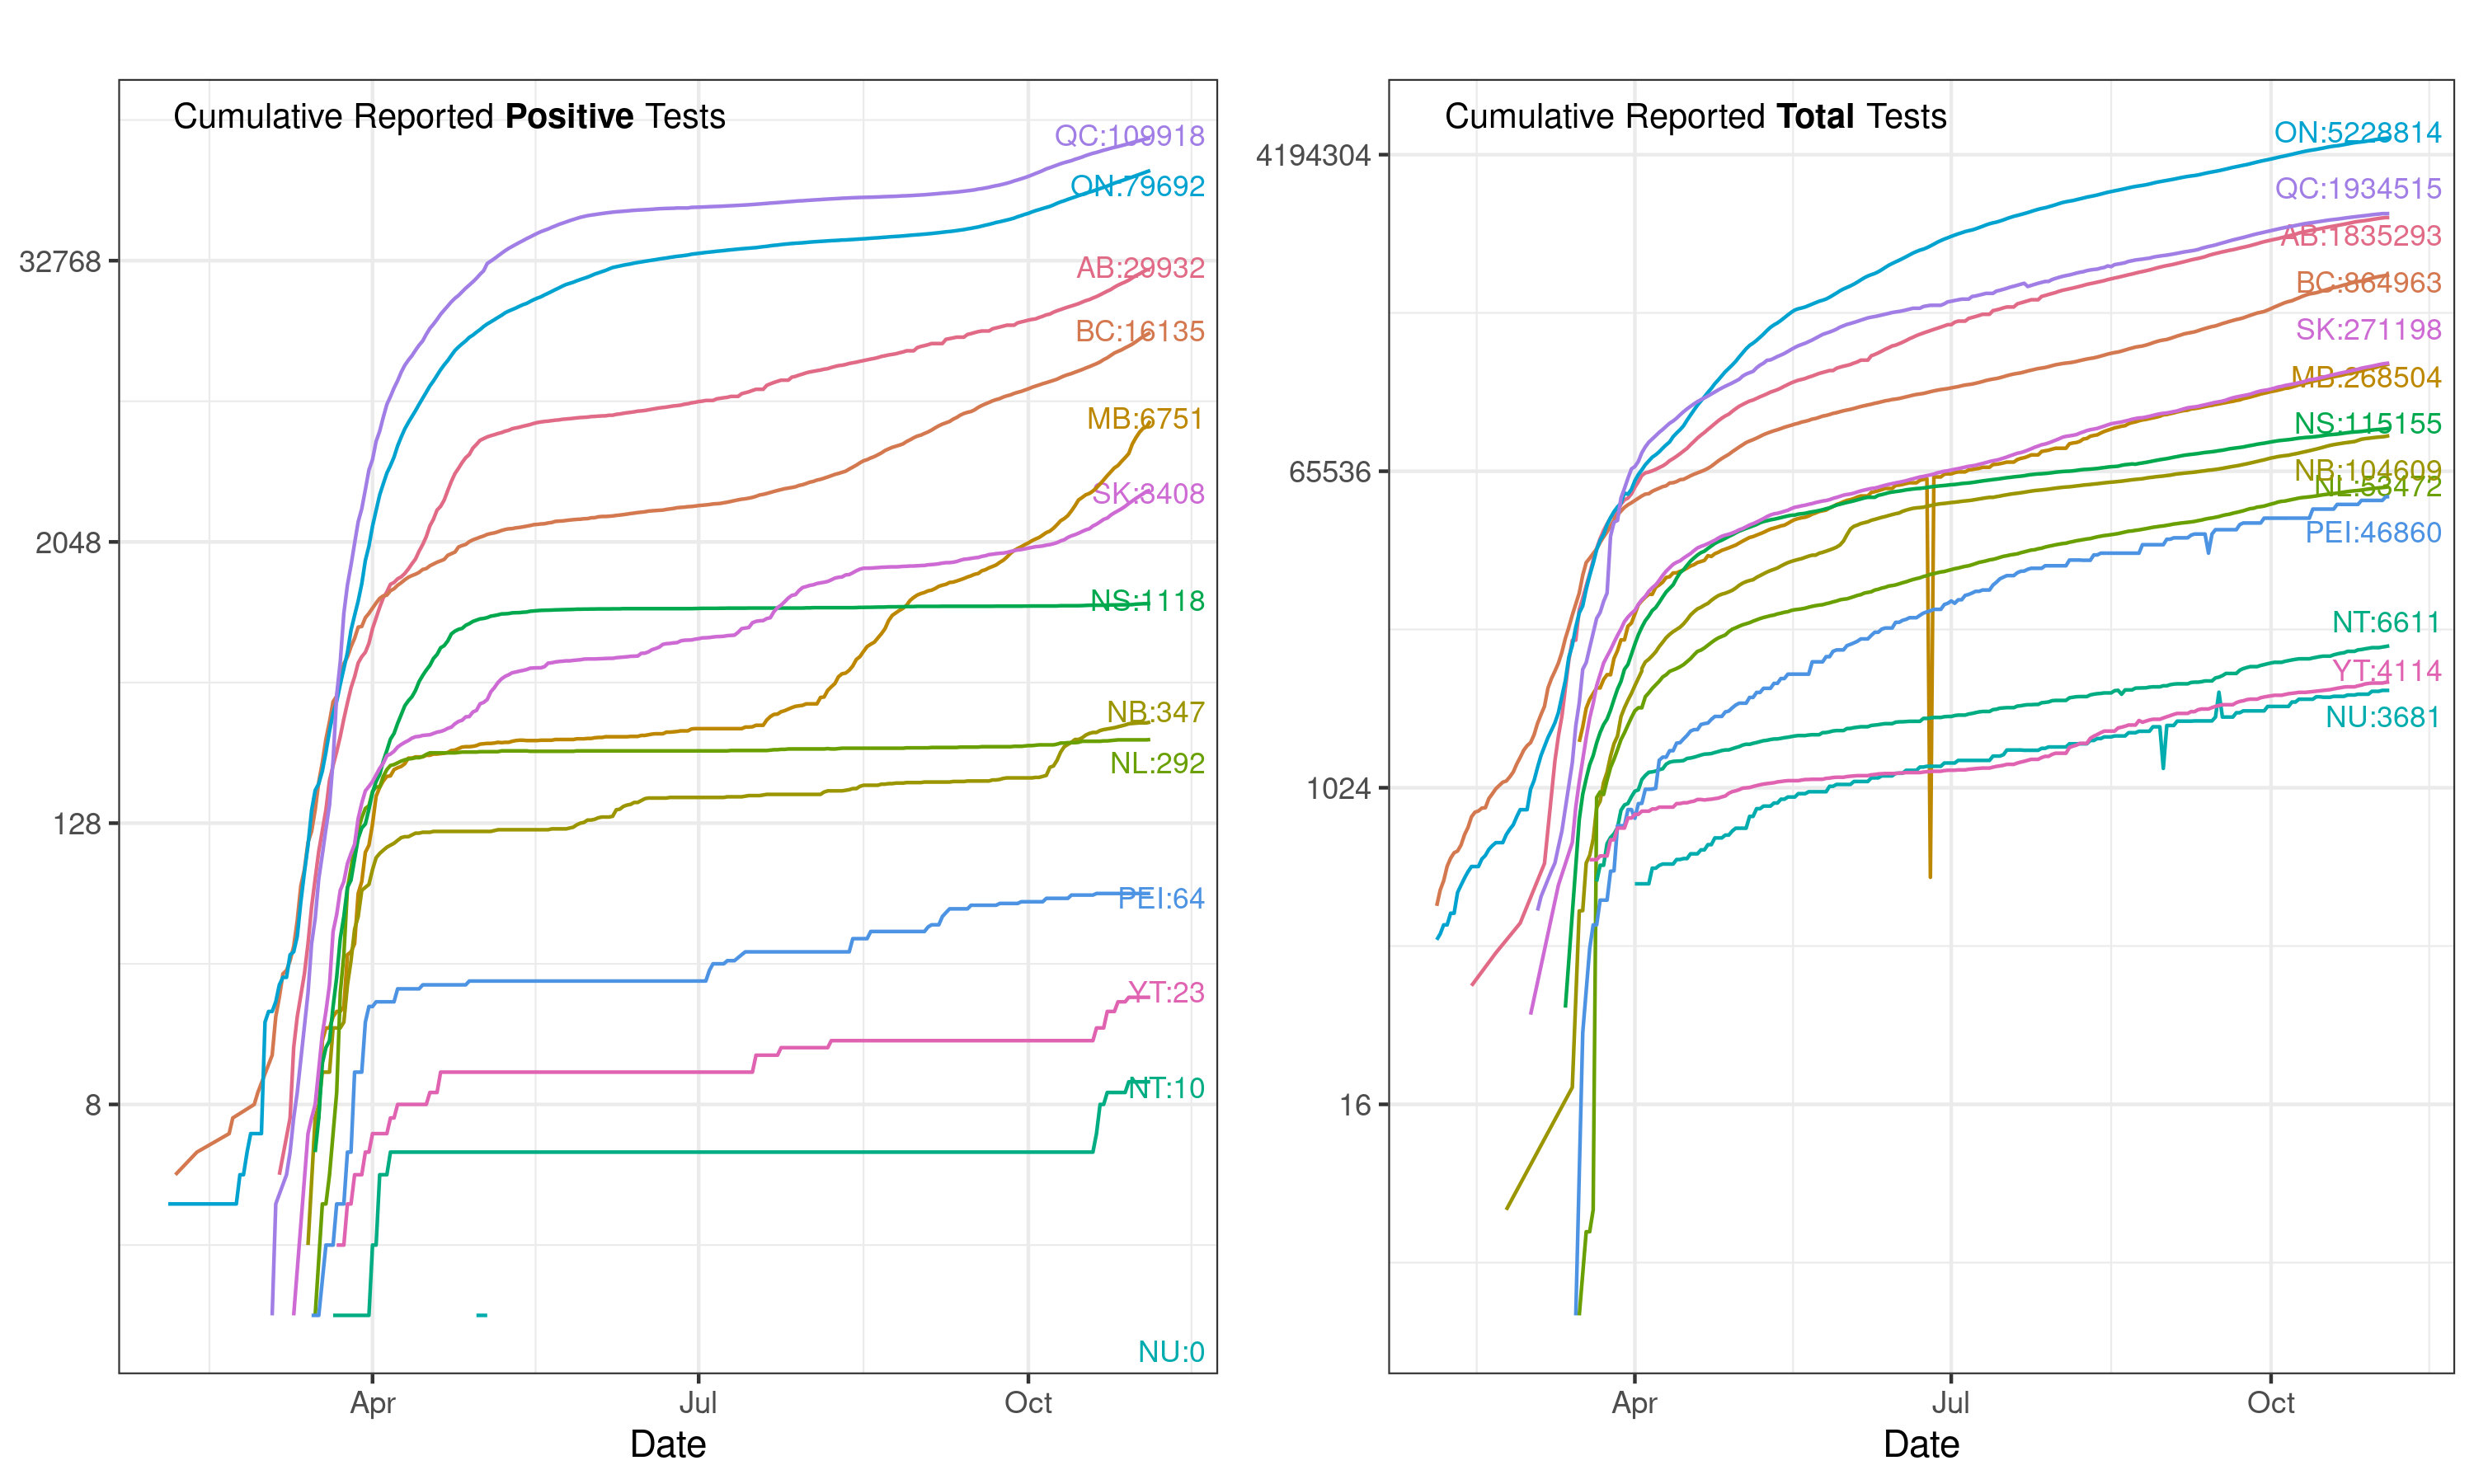 Cumulative Reported Positive Tests
QC:109918
ON:79692
AB:29932
BC:16135
MB:6751
SK:3408
NS:1118
NB:347
NL:292
PEI:64
YT:23
NT:10
NU:0
32768
2048
128
8
Apr
Jul
Oct
Date
Cumulative Reported Total Tests
ON:5228814
QC:1934515
AB:1835293
BC:864963
SK:271198
MB:268504
NS:115155
NB:104609
NL:53472
PEI:46860
NT:6611
YT:4114
NU:3681
4194304
65536
1024
16
Apr
Jul
Oct
Date